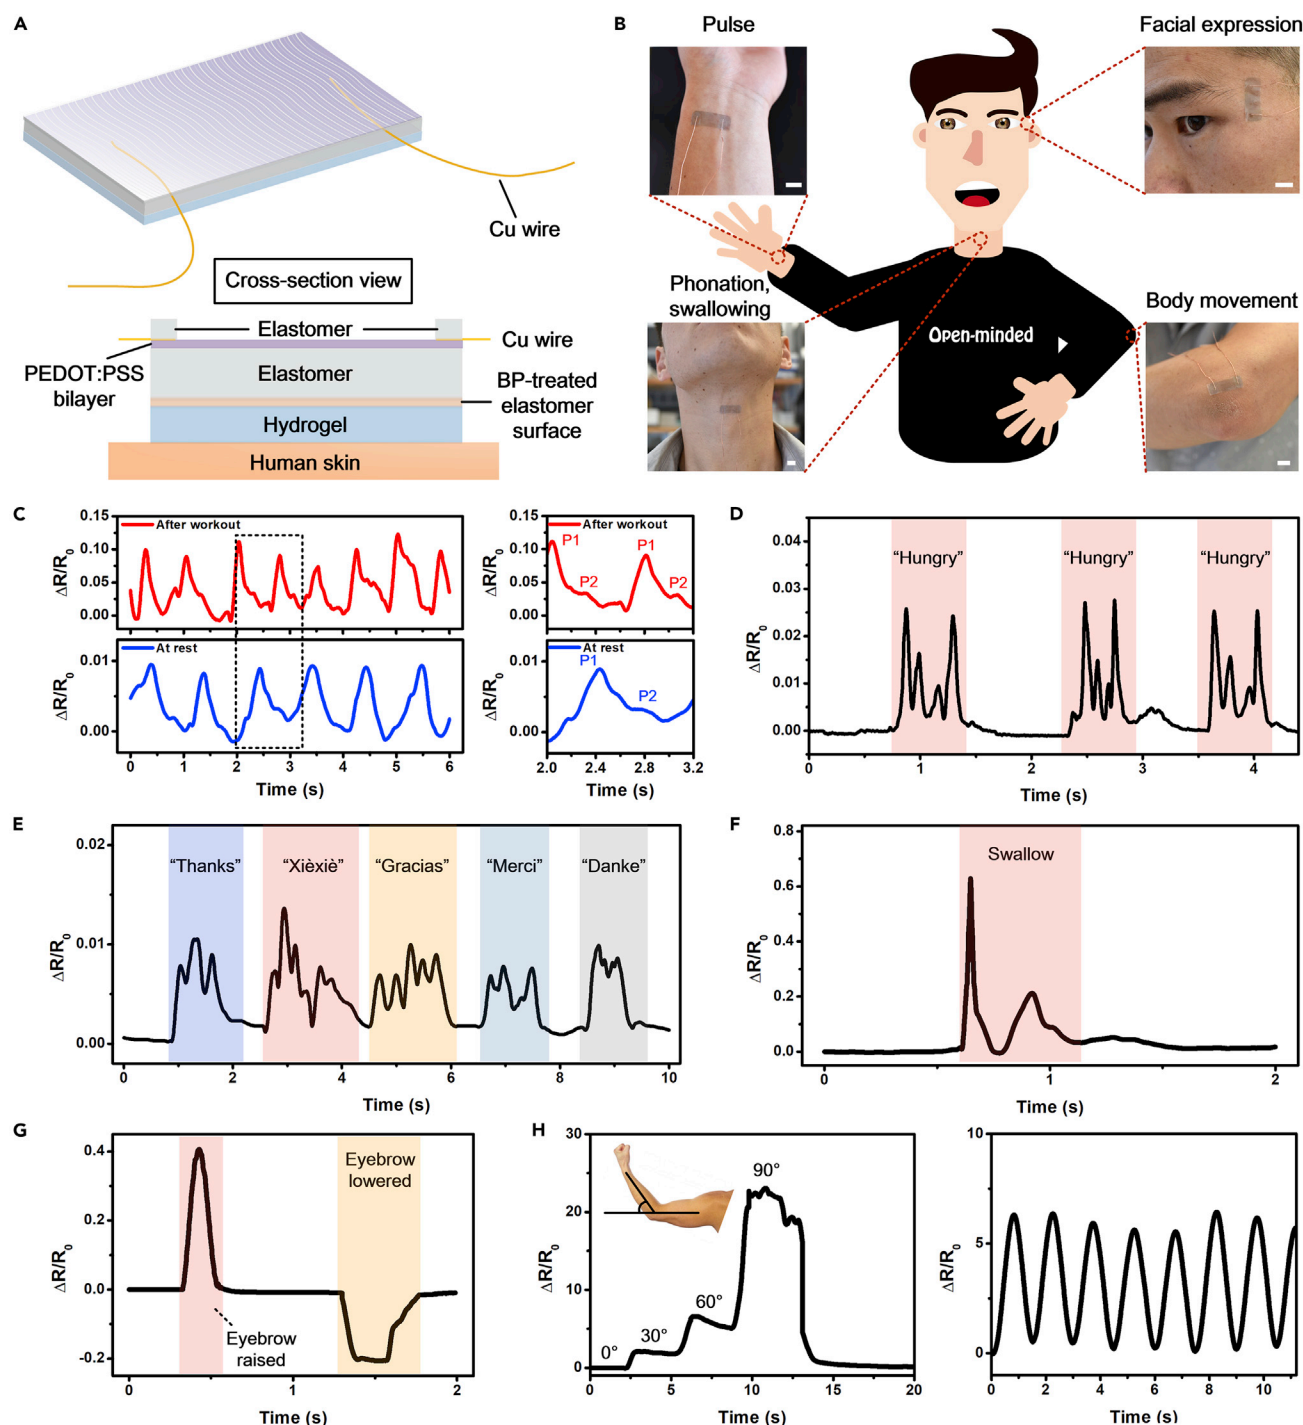 A
Cu wire
Cross-section view
Elastomer
Cu wire
PEDOT:PSS
bilayer
Elastomer
BP-treated
elastomer
surface
Hydrogel
Human skin
B
Pulse
Facial expression
Phonation,
swallowing
Body movement
Open-minded
C
ΔR/R0
0.15
0.10
0.05
0.00
After workout
0 1 2 3 4 5 6
ΔR/R0
0.01
0.00
At rest
0 1 2 3 4 5 6
Time (s)
0.15
0.10
0.05
0.00
After workout
P1
P2
P1
P2
0.01
0.00
At rest
P1
P2
2.0 2.4 2.8 3.2
Time (s)
D
ΔR/R0
0.04
0.03
0.02
0.01
0.00
“Hungry” “Hungry” “Hungry”
0 1 2 3 4
Time (s)
E
ΔR/R0
0.02
0.01
0.00
“Thanks” “Xièxiè” “Gracias” “Merci” “Danke”
0 2 4 6 8 10
Time (s)
F
ΔR/R0
0.8
0.6
0.4
0.2
0.0
Swallow
0 1 2
Time (s)
G
ΔR/R0
0.4
0.2
0.0
-0.2
Eyebrow
raised
Eyebrow
lowered
0 1 2
Time (s)
H
ΔR/R0
30
20
10
0
0°
30°
60°
90°
0 5 10 15 20
Time (s)
ΔR/R0
10
5
0
0 2 4 6 8 10
Time (s)